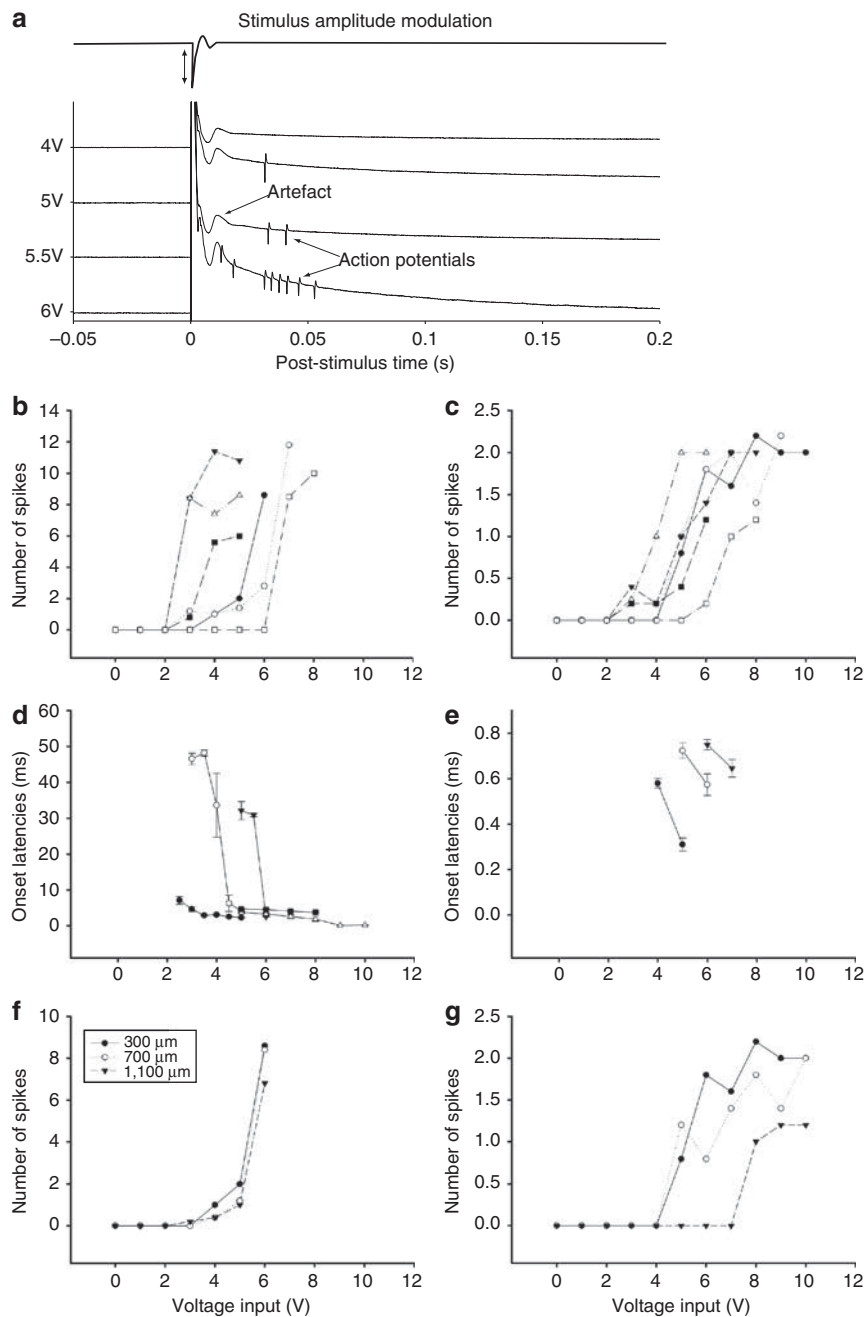 a
Stimulus amplitude modulation
4V
5V
5.5V
6V
Artefact
Action potentials
−0.05 0 0.05 0.1 0.15 0.2
Post-stimulus time (s)
b
Number of spikes
14
12
10
8
6
4
2
0
0 2 4 6 8 10 12
c
Number of spikes
2.5
2.0
1.5
1.0
0.5
0.0
0 2 4 6 8 10 12
d
Onset latencies (ms)
60
50
40
30
20
10
0
0 2 4 6 8 10 12
e
Onset latencies (ms)
0.8
0.6
0.4
0.2
0.0
0 2 4 6 8 10 12
f
Number of spikes
10
8
6
4
2
0
300 μm
700 μm
1,100 μm
0 2 4 6 8 10 12
Voltage input (V)
g
Number of spikes
2.5
2.0
1.5
1.0
0.5
0.0
0 2 4 6 8 10 12
Voltage input (V)